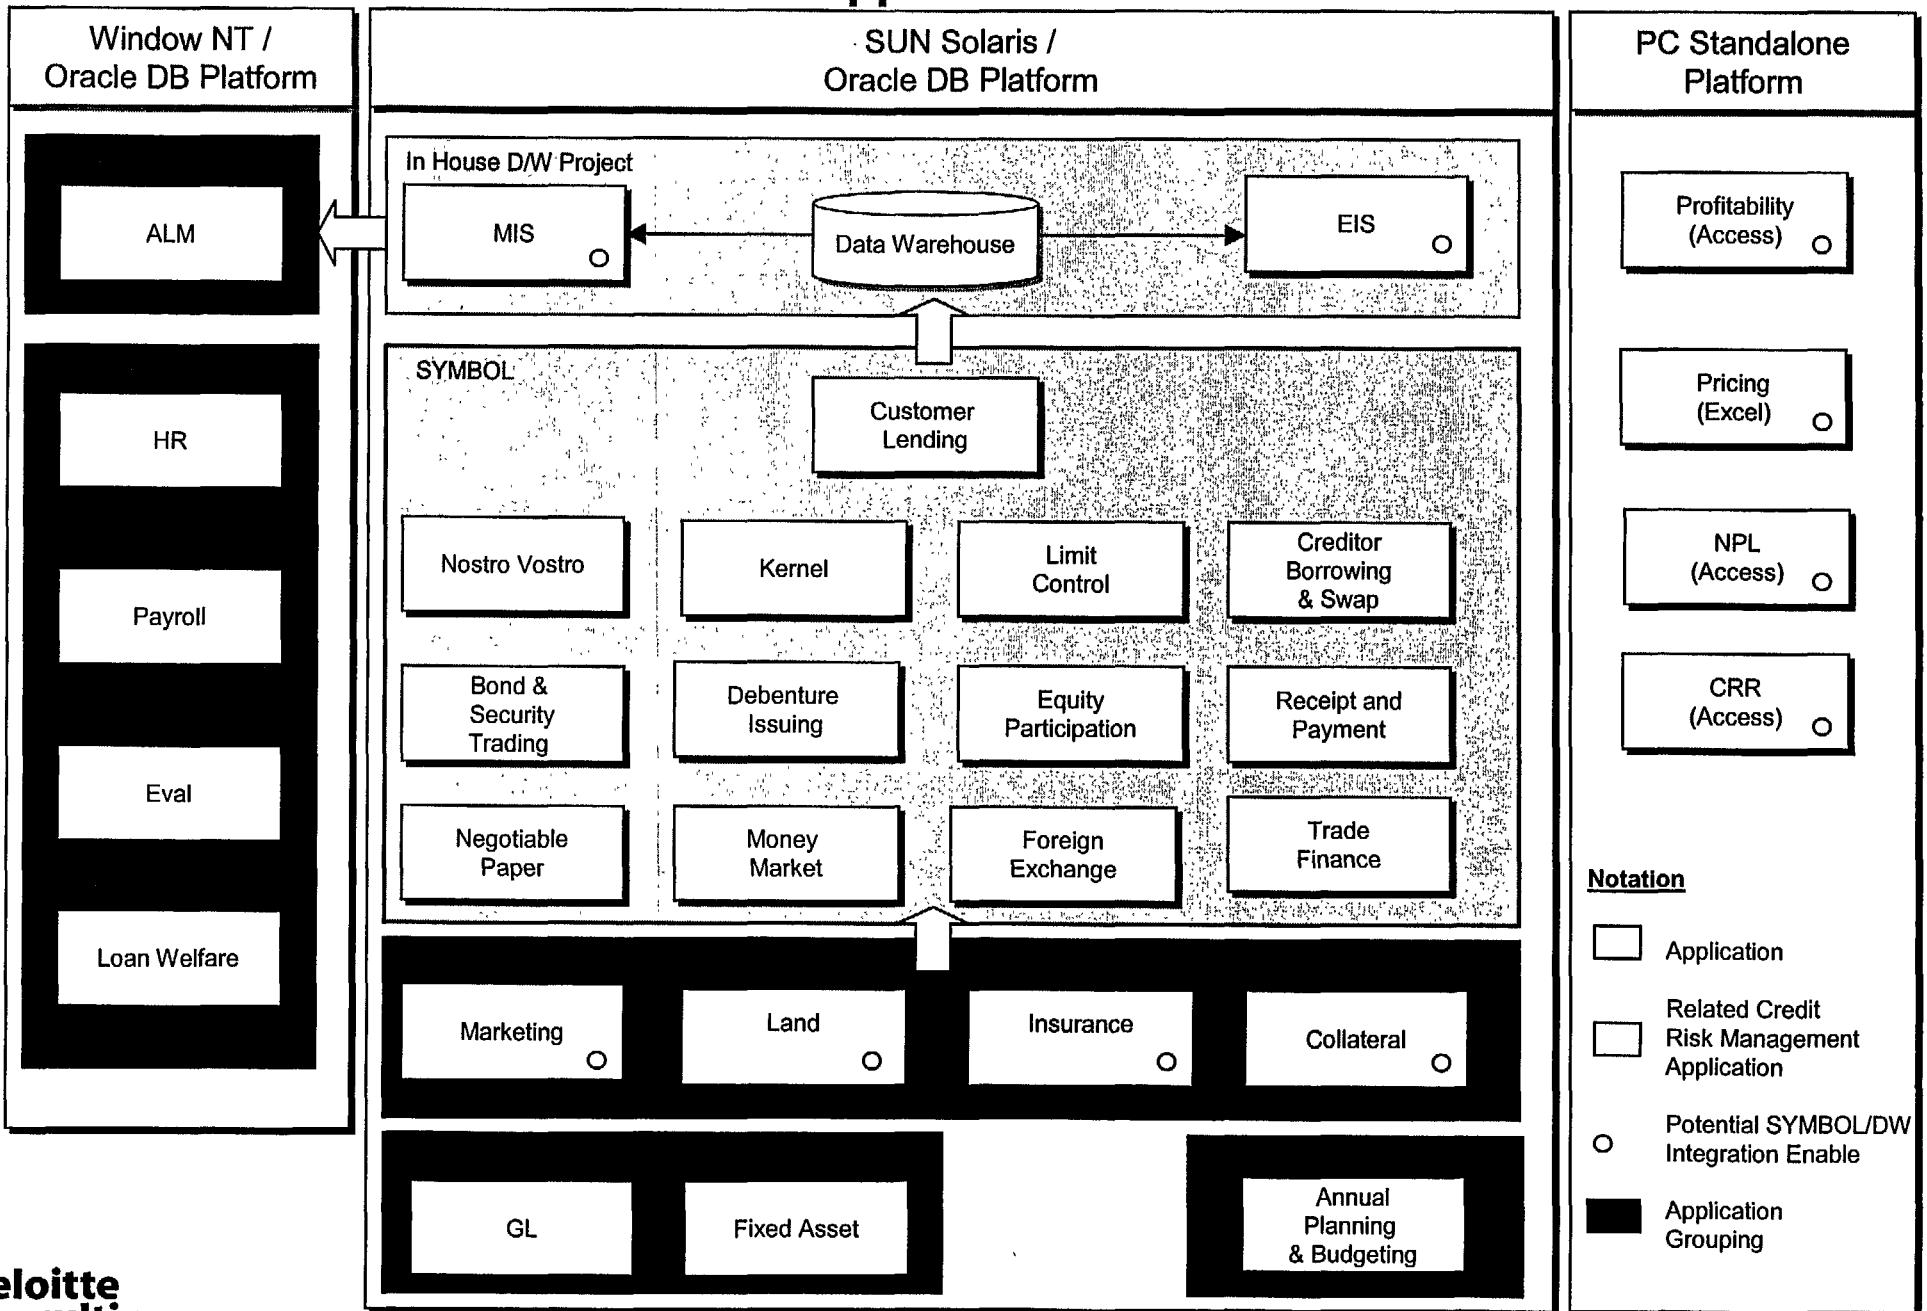 Window NT /
Oracle DB Platform
ALM
HR
Payroll
Eval
Loan Welfare
SUN Solaris /
Oracle DB Platform
In House D/W Project
MIS
Data Warehouse
EIS
SYMBOL
Customer
Lending
Nostro Vostro
Kernel
Limit
Control
Creditor
Borrowing
& Swap
Bond &
Security
Trading
Debenture
Issuing
Equity
Participation
Receipt and
Payment
Negotiable
Paper
Money
Market
Foreign
Exchange
Trade
Finance
Marketing
Land
Insurance
Collateral
GL
Fixed Asset
Annual
Planning
& Budgeting
PC Standalone
Platform
Profitability
(Access)
Pricing
(Excel)
NPL
(Access)
CRR
(Access)
Notation
Application
Related Credit
Risk Management
Application
Potential SYMBOL/DW
Integration Enable
Application
Grouping
eloitte